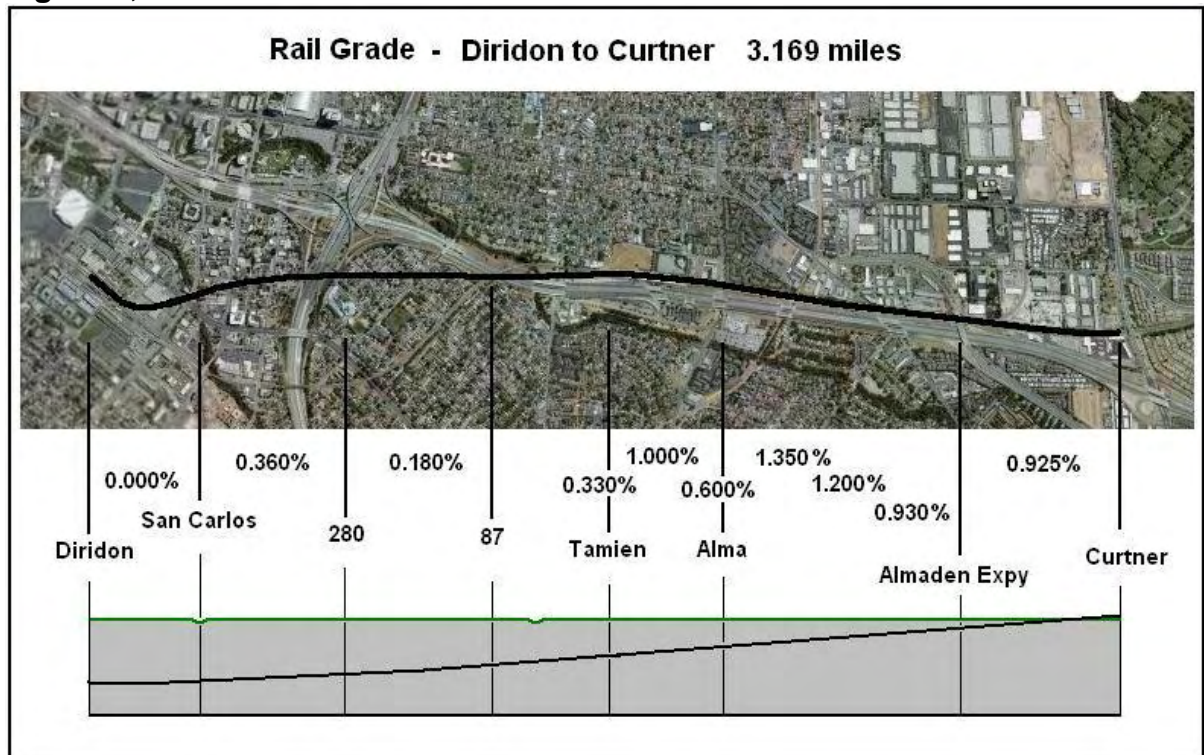 Rail Grade - Diridon to Curtner 3.169 miles
0.000%
0.360%
0.180%
1.000%
0.330%
0.600%
1.350%
1.200%
0.930%
0.925%
Diridon
San Carlos
280
87
Tamien
Alma
Almaden Expy
Curtner